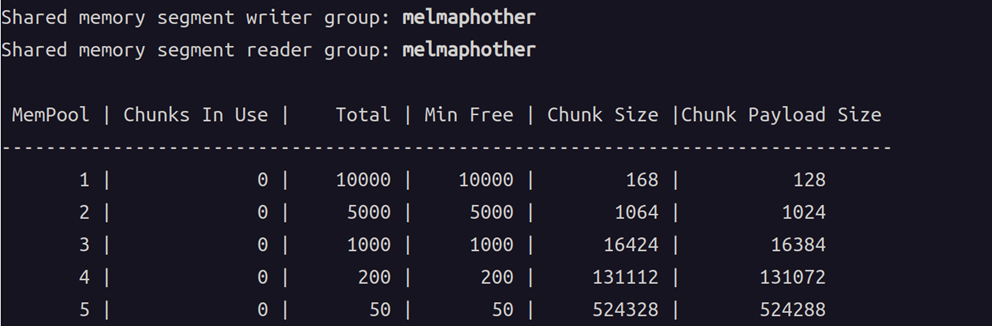 Shared memory segment writer group: melmaphother
Shared memory segment reader group: melmaphother
MemPool | Chunks In Use | Total | Min Free | Chunk Size |Chunk Payload Size
--------------------------------------------------------------------------------
1 | 0 | 10000 | 10000 | 168 | 128
2 | 0 | 5000 | 5000 | 1064 | 1024
3 | 0 | 1000 | 1000 | 16424 | 16384
4 | 0 | 200 | 200 | 131112 | 131072
5 | 0 | 50 | 50 | 524328 | 524288